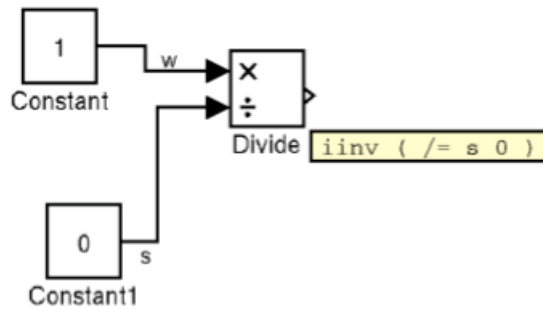 1
w
×
Constant
÷
Divide
iinv ( /= s 0 )
0
s
Constant1